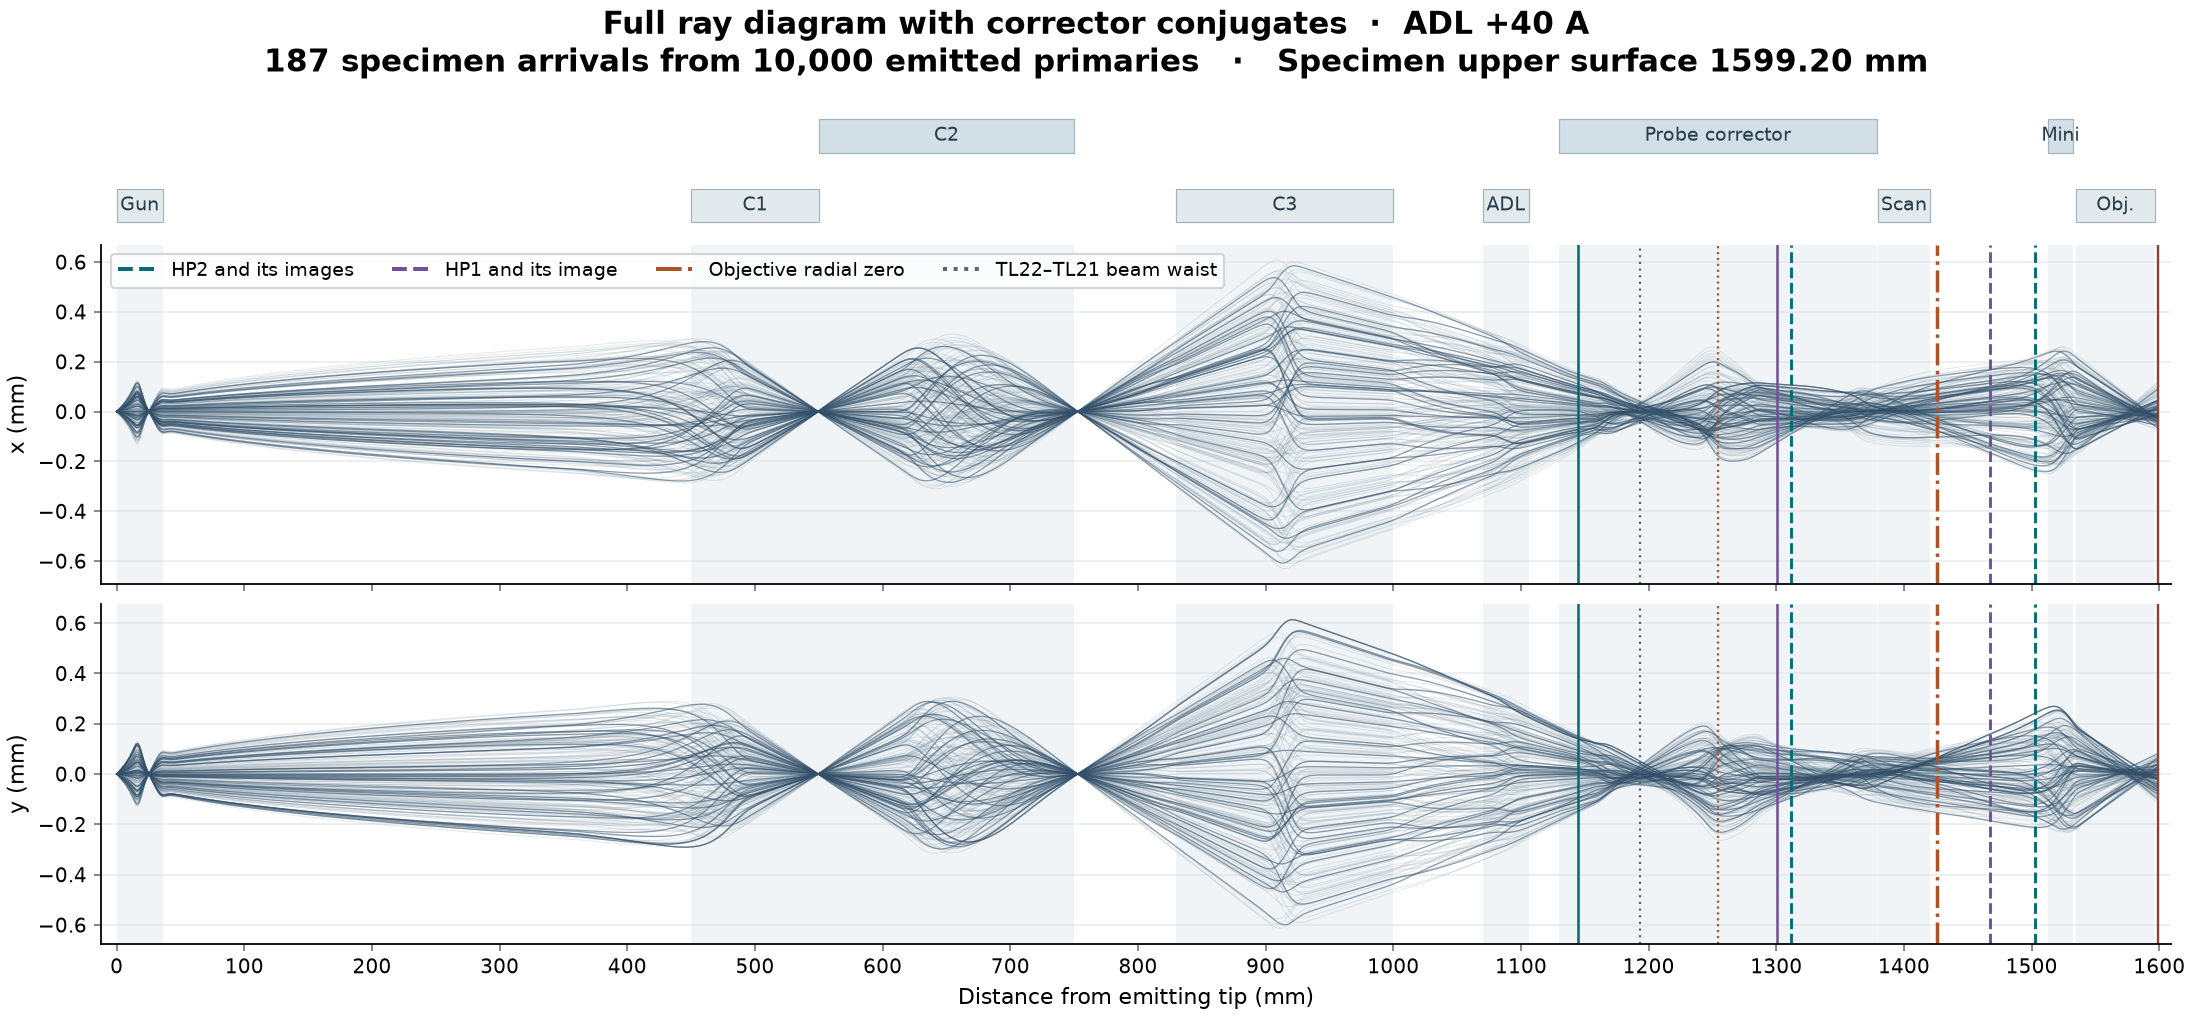 Full ray diagram with corrector conjugates · ADL +40 A
187 specimen arrivals from 10,000 emitted primaries · Specimen upper surface 1599.20 mm
C2
Probe corrector
Mini
Gun
C1
C3
ADL
Scan
Obj.
HP2 and its images
HP1 and its image
Objective radial zero
TL22–TL21 beam waist
x (mm)
0.6
0.4
0.2
0.0
−0.2
−0.4
−0.6
y (mm)
0.6
0.4
0.2
0.0
−0.2
−0.4
−0.6
0 100 200 300 400 500 600 700 800 900 1000 1100 1200 1300 1400 1500 1600
Distance from emitting tip (mm)